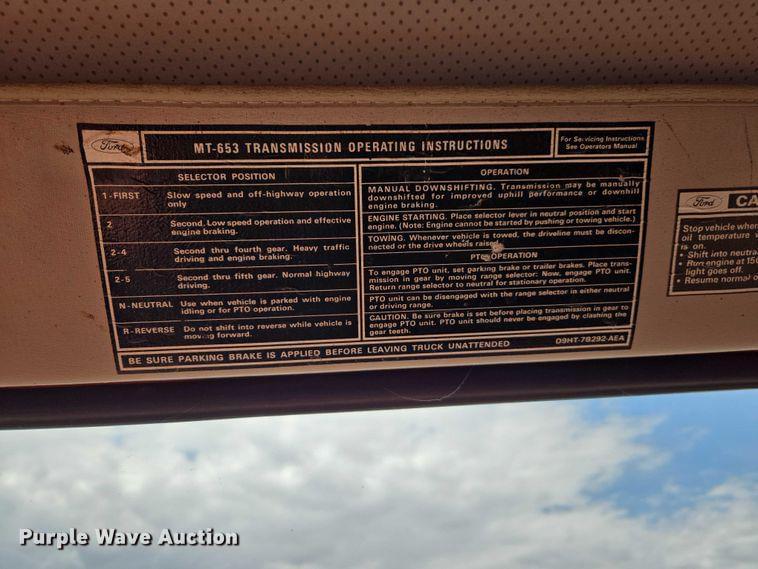 Ford
MT-653 TRANSMISSION OPERATING INSTRUCTIONS
For Servicing Instructions
See Operators Manual
SELECTOR POSITION
1-FIRST
Slow speed and off-highway operation
only
2
Second. Low speed operation and effective
engine braking.
2-4
Second thru fourth gear. Heavy traffic
driving and engine braking.
2-5
Second thru fifth gear. Normal highway
driving.
N-NEUTRAL
Use when vehicle is parked with engine
idling or for PTO operation.
R-REVERSE
Do not shift into reverse while vehicle is
moving forward.
OPERATION
MANUAL DOWNSHIFTING. Transmission may be manually
downshifted for improved uphill performance or downhill
engine braking.
ENGINE STARTING. Place selector lever in neutral position and start
engine. (Note: Engine cannot be started by pushing or towing vehicle.)
TOWING. Whenever vehicle is towed, the driveline must be discon-
nected or the drive wheels raised.
PTO OPERATION
To engage PTO unit, set parking brake or trailer brakes. Place trans-
mission in gear by moving range selector. Now, engage PTO unit.
Return range selector to neutral for stationary operation.
PTO unit can be disengaged with the range selector in either neutral
or driving range.
CAUTION. Be sure brake is set before placing transmission in gear to
engage PTO unit. PTO unit should never be engaged by clashing the
gear teeth.
BE SURE PARKING BRAKE IS APPLIED BEFORE LEAVING TRUCK UNATTENDED
D9HT-7B292-AEA
Ford
CA
Stop vehicle when
oil temperature w
is on.
• Shift into neutra
• Run engine at 150
light goes off.
• Resume normal o
Purple Wave Auction